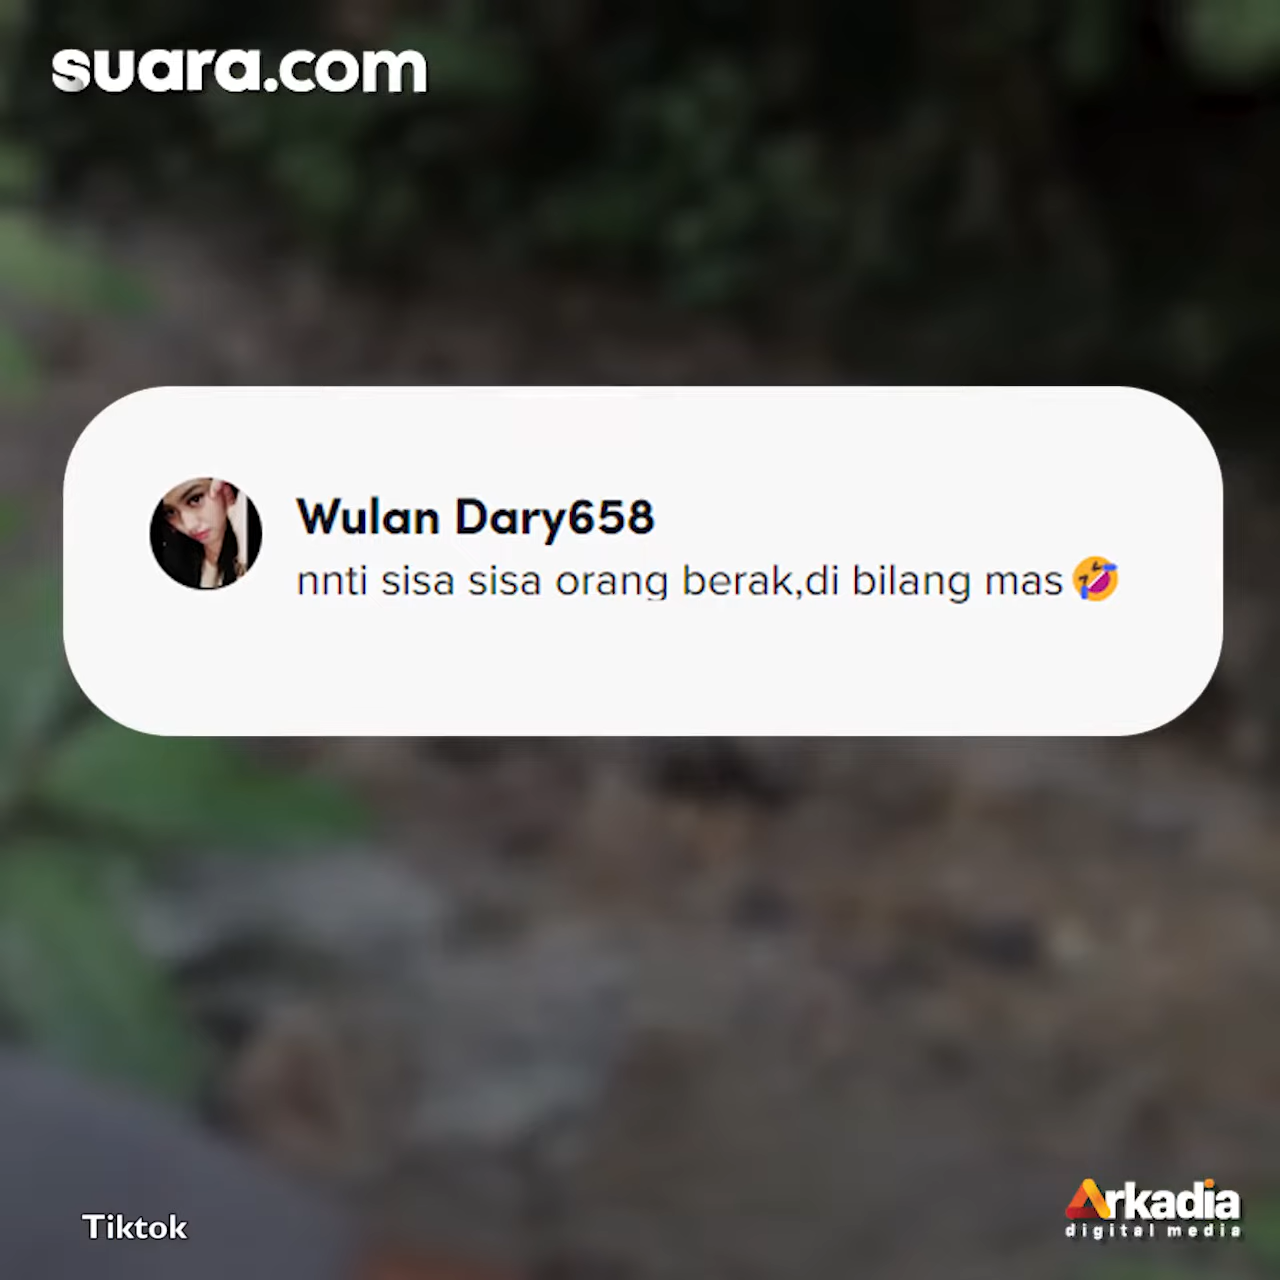 suara.com
Wulan Dary658
nnti sisa sisa orang berak,di bilang mas 🤣
Tiktok
Arkadia
digital media